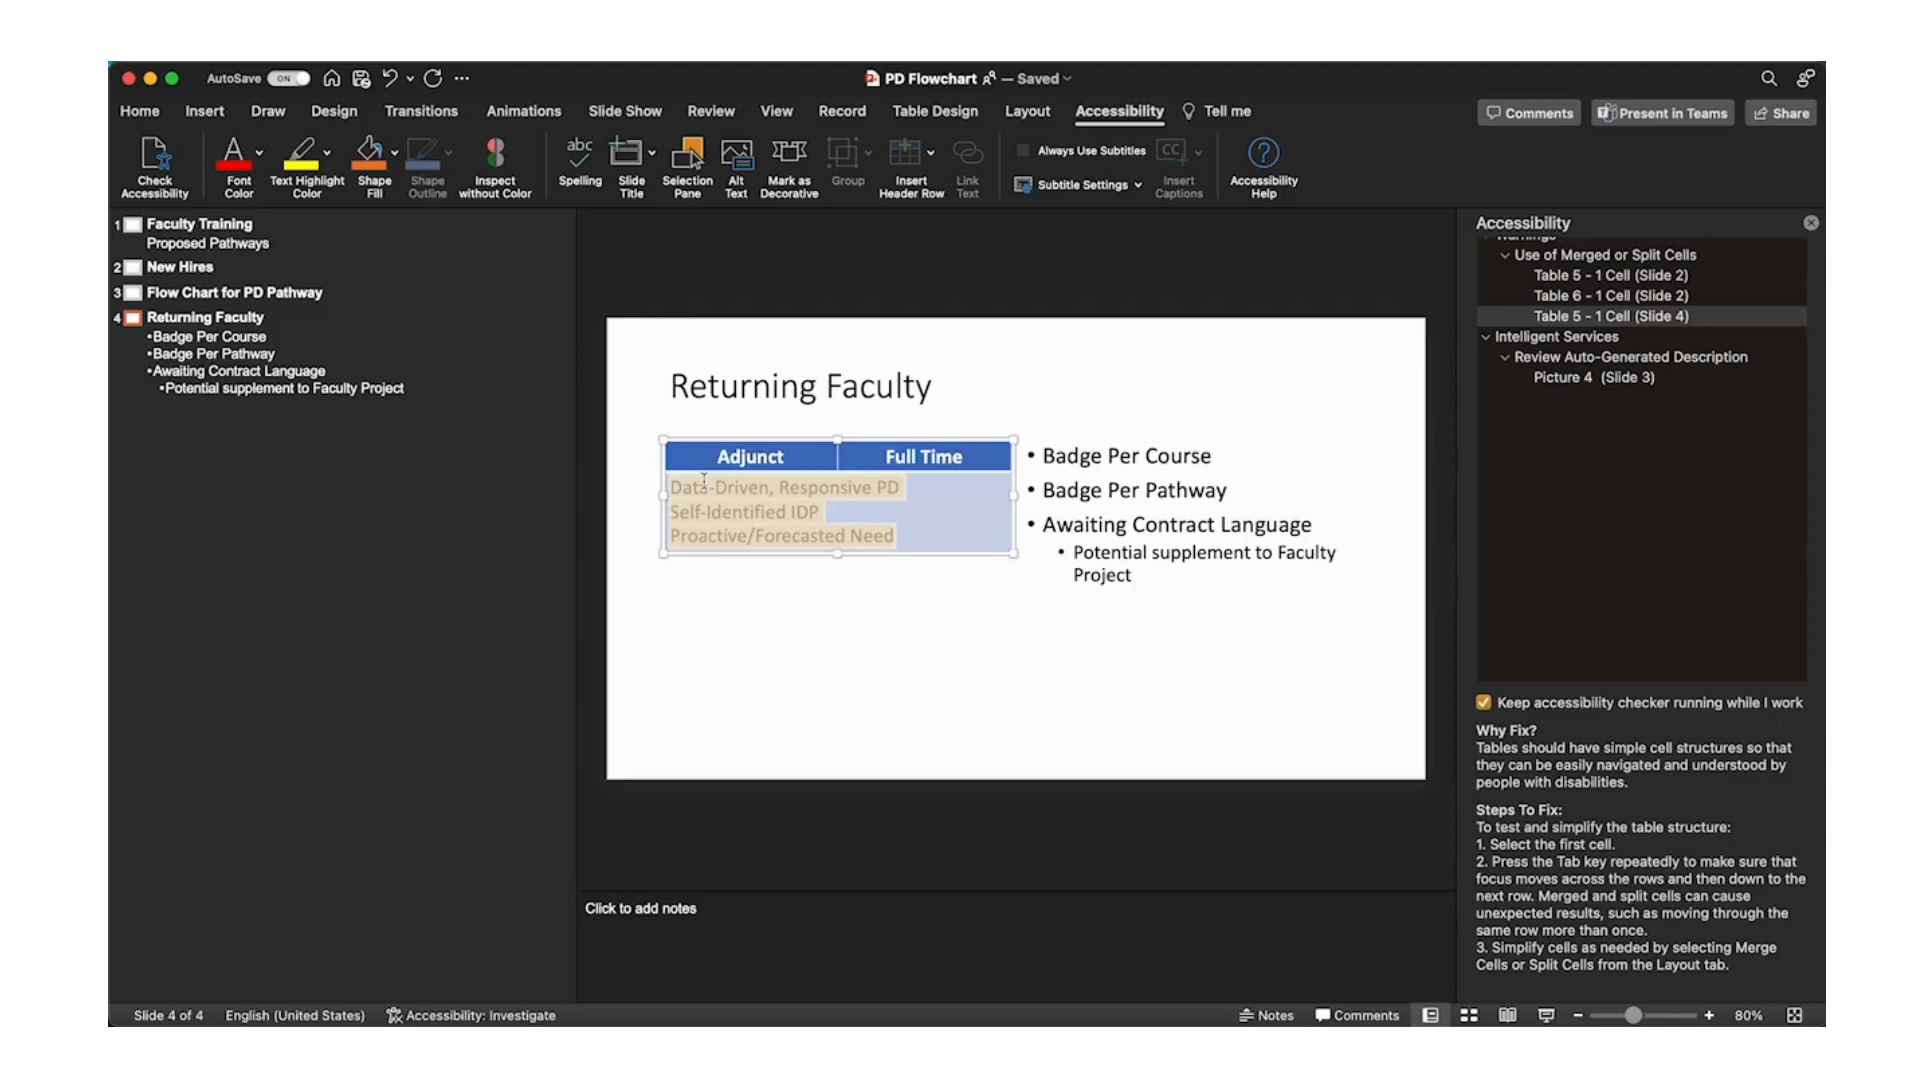 AutoSave ON PD Flowchart — Saved
Home Insert Draw Design Transitions Animations Slide Show Review View Record Table Design Layout Accessibility Tell me Comments Present in Teams Share
Check Accessibility
Font Color
Text Highlight Color
Shape Fill
Shape Outline
Inspect without Color
abc
Spelling
Slide Title
Selection Pane
Alt Text
Mark as Decorative
Group
Insert Header Row
Link Text
Always Use Subtitles
Subtitle Settings
CC
Insert Captions
Accessibility Help
1 Faculty Training
Proposed Pathways
2 New Hires
3 Flow Chart for PD Pathway
4 Returning Faculty
•Badge Per Course
•Badge Per Pathway
•Awaiting Contract Language
•Potential supplement to Faculty Project
Returning Faculty
Adjunct Full Time
Data-Driven, Responsive PD
Self-Identified IDP
Proactive/Forecasted Need
• Badge Per Course
• Badge Per Pathway
• Awaiting Contract Language
• Potential supplement to Faculty
Project
Click to add notes
Accessibility
Warnings
Use of Merged or Split Cells
Table 5 - 1 Cell (Slide 2)
Table 6 - 1 Cell (Slide 2)
Table 5 - 1 Cell (Slide 4)
Intelligent Services
Review Auto-Generated Description
Picture 4 (Slide 3)
Keep accessibility checker running while I work
Why Fix?
Tables should have simple cell structures so that
they can be easily navigated and understood by
people with disabilities.
Steps To Fix:
To test and simplify the table structure:
1. Select the first cell.
2. Press the Tab key repeatedly to make sure that
focus moves across the rows and then down to the
next row. Merged and split cells can cause
unexpected results, such as moving through the
same row more than once.
3. Simplify cells as needed by selecting Merge
Cells or Split Cells from the Layout tab.
Slide 4 of 4 English (United States) Accessibility: Investigate Notes Comments 80%